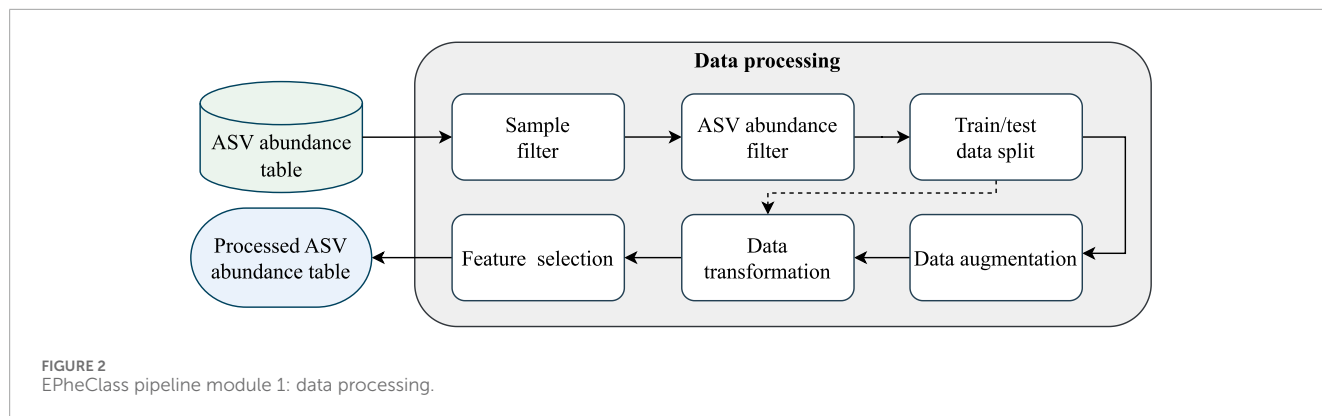 Data processing
ASV abundance
table
Sample
filter
ASV abundance
filter
Train/test
data split
Processed ASV
abundance table
Feature selection
Data
transformation
Data augmentation
FIGURE 2
EPheClass pipeline module 1: data processing.